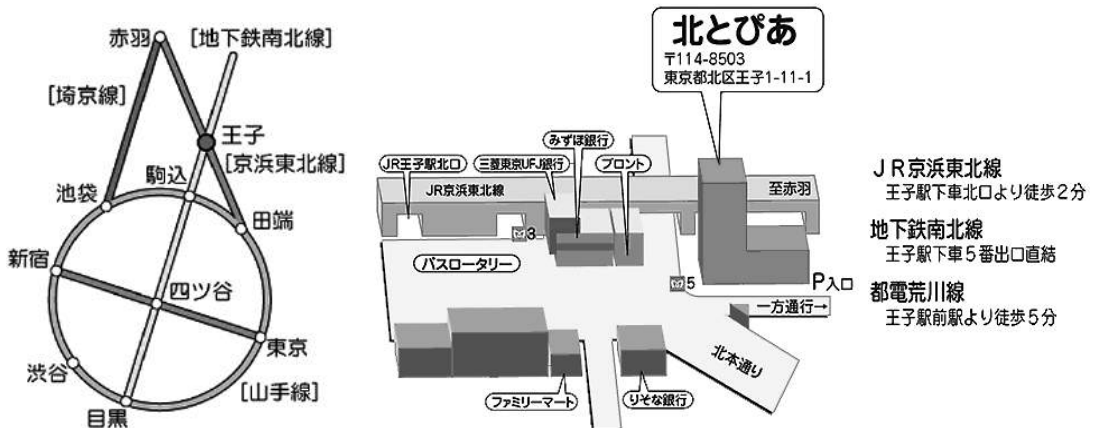 赤羽
[地下鉄南北線]
[埼京線]
王子
[京浜東北線]
駒込
池袋
田端
新宿
四ツ谷
東京
渋谷
[山手線]
目黒
北とぴあ
〒114-8503
東京都北区王子1-11-1
みずほ銀行
JR王子駅北口
三菱東京UFJ銀行
プロント
JR京浜東北線
至赤羽
3
バスロータリー
5
P入口
一方通行→
北本通り
ファミリーマート
りそな銀行
JR京浜東北線
王子駅下車北口より徒歩2分
地下鉄南北線
王子駅下車5番出口直結
都電荒川線
王子駅前駅より徒歩5分